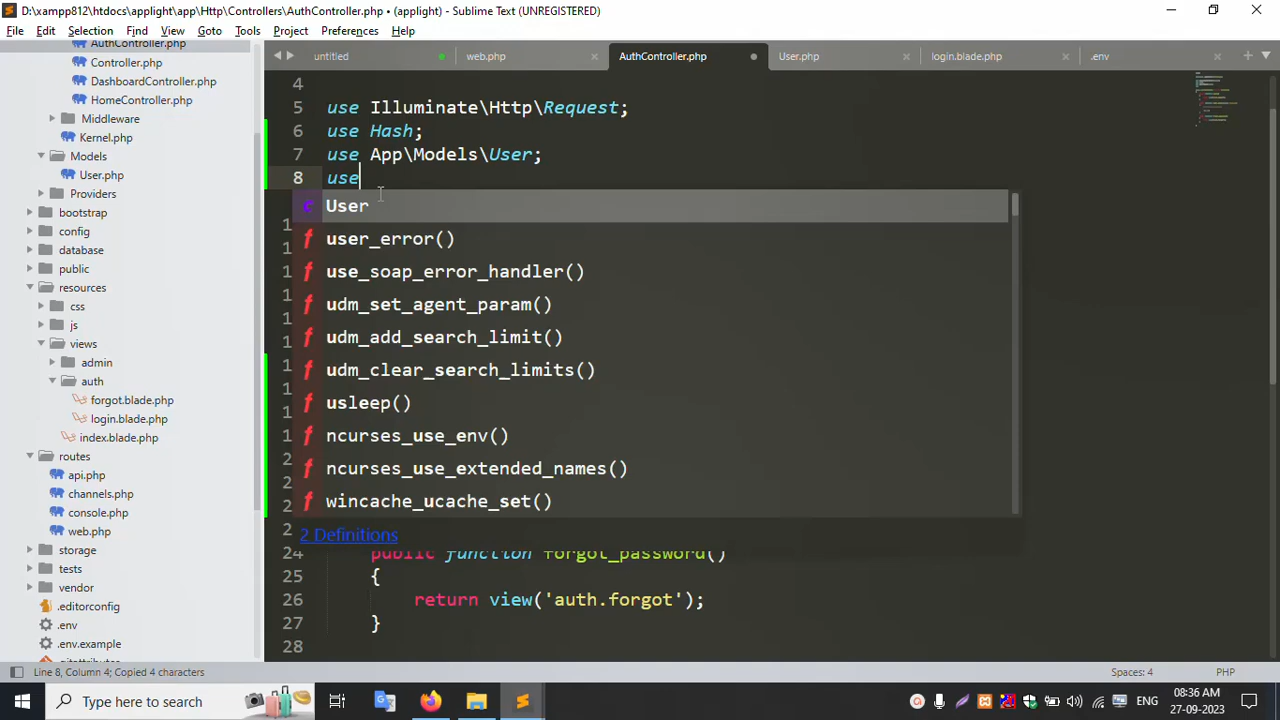 D:\xampp812\htdocs\applight\app\Http\Controllers\AuthController.php • (applight) - Sublime Text (UNREGISTERED)
File Edit Selection Find View Goto Tools Project Preferences Help
AuthController.php
Controller.php
DashboardController.php
HomeController.php
Middleware
Kernel.php
Models
User.php
Providers
bootstrap
config
database
public
resources
css
js
views
admin
auth
forgot.blade.php
login.blade.php
index.blade.php
routes
api.php
channels.php
console.php
web.php
storage
tests
vendor
.editorconfig
.env
.env.example
untitled web.php AuthController.php User.php login.blade.php .env
4
5 use Illuminate\Http\Request;
6 use Hash;
7 use App\Models\User;
8 use
c User
f user_error()
f use_soap_error_handler()
f udm_set_agent_param()
f udm_add_search_limit()
f udm_clear_search_limits()
f usleep()
f ncurses_use_env()
f ncurses_use_extended_names()
f wincache_ucache_set()
2 Definitions
24 public function forgot_password()
25 {
26 return view('auth.forgot');
27 }
28
Line 8, Column 4; Copied 4 characters
Spaces: 4 PHP
Type here to search
ENG
08:36 AM
27-09-2023